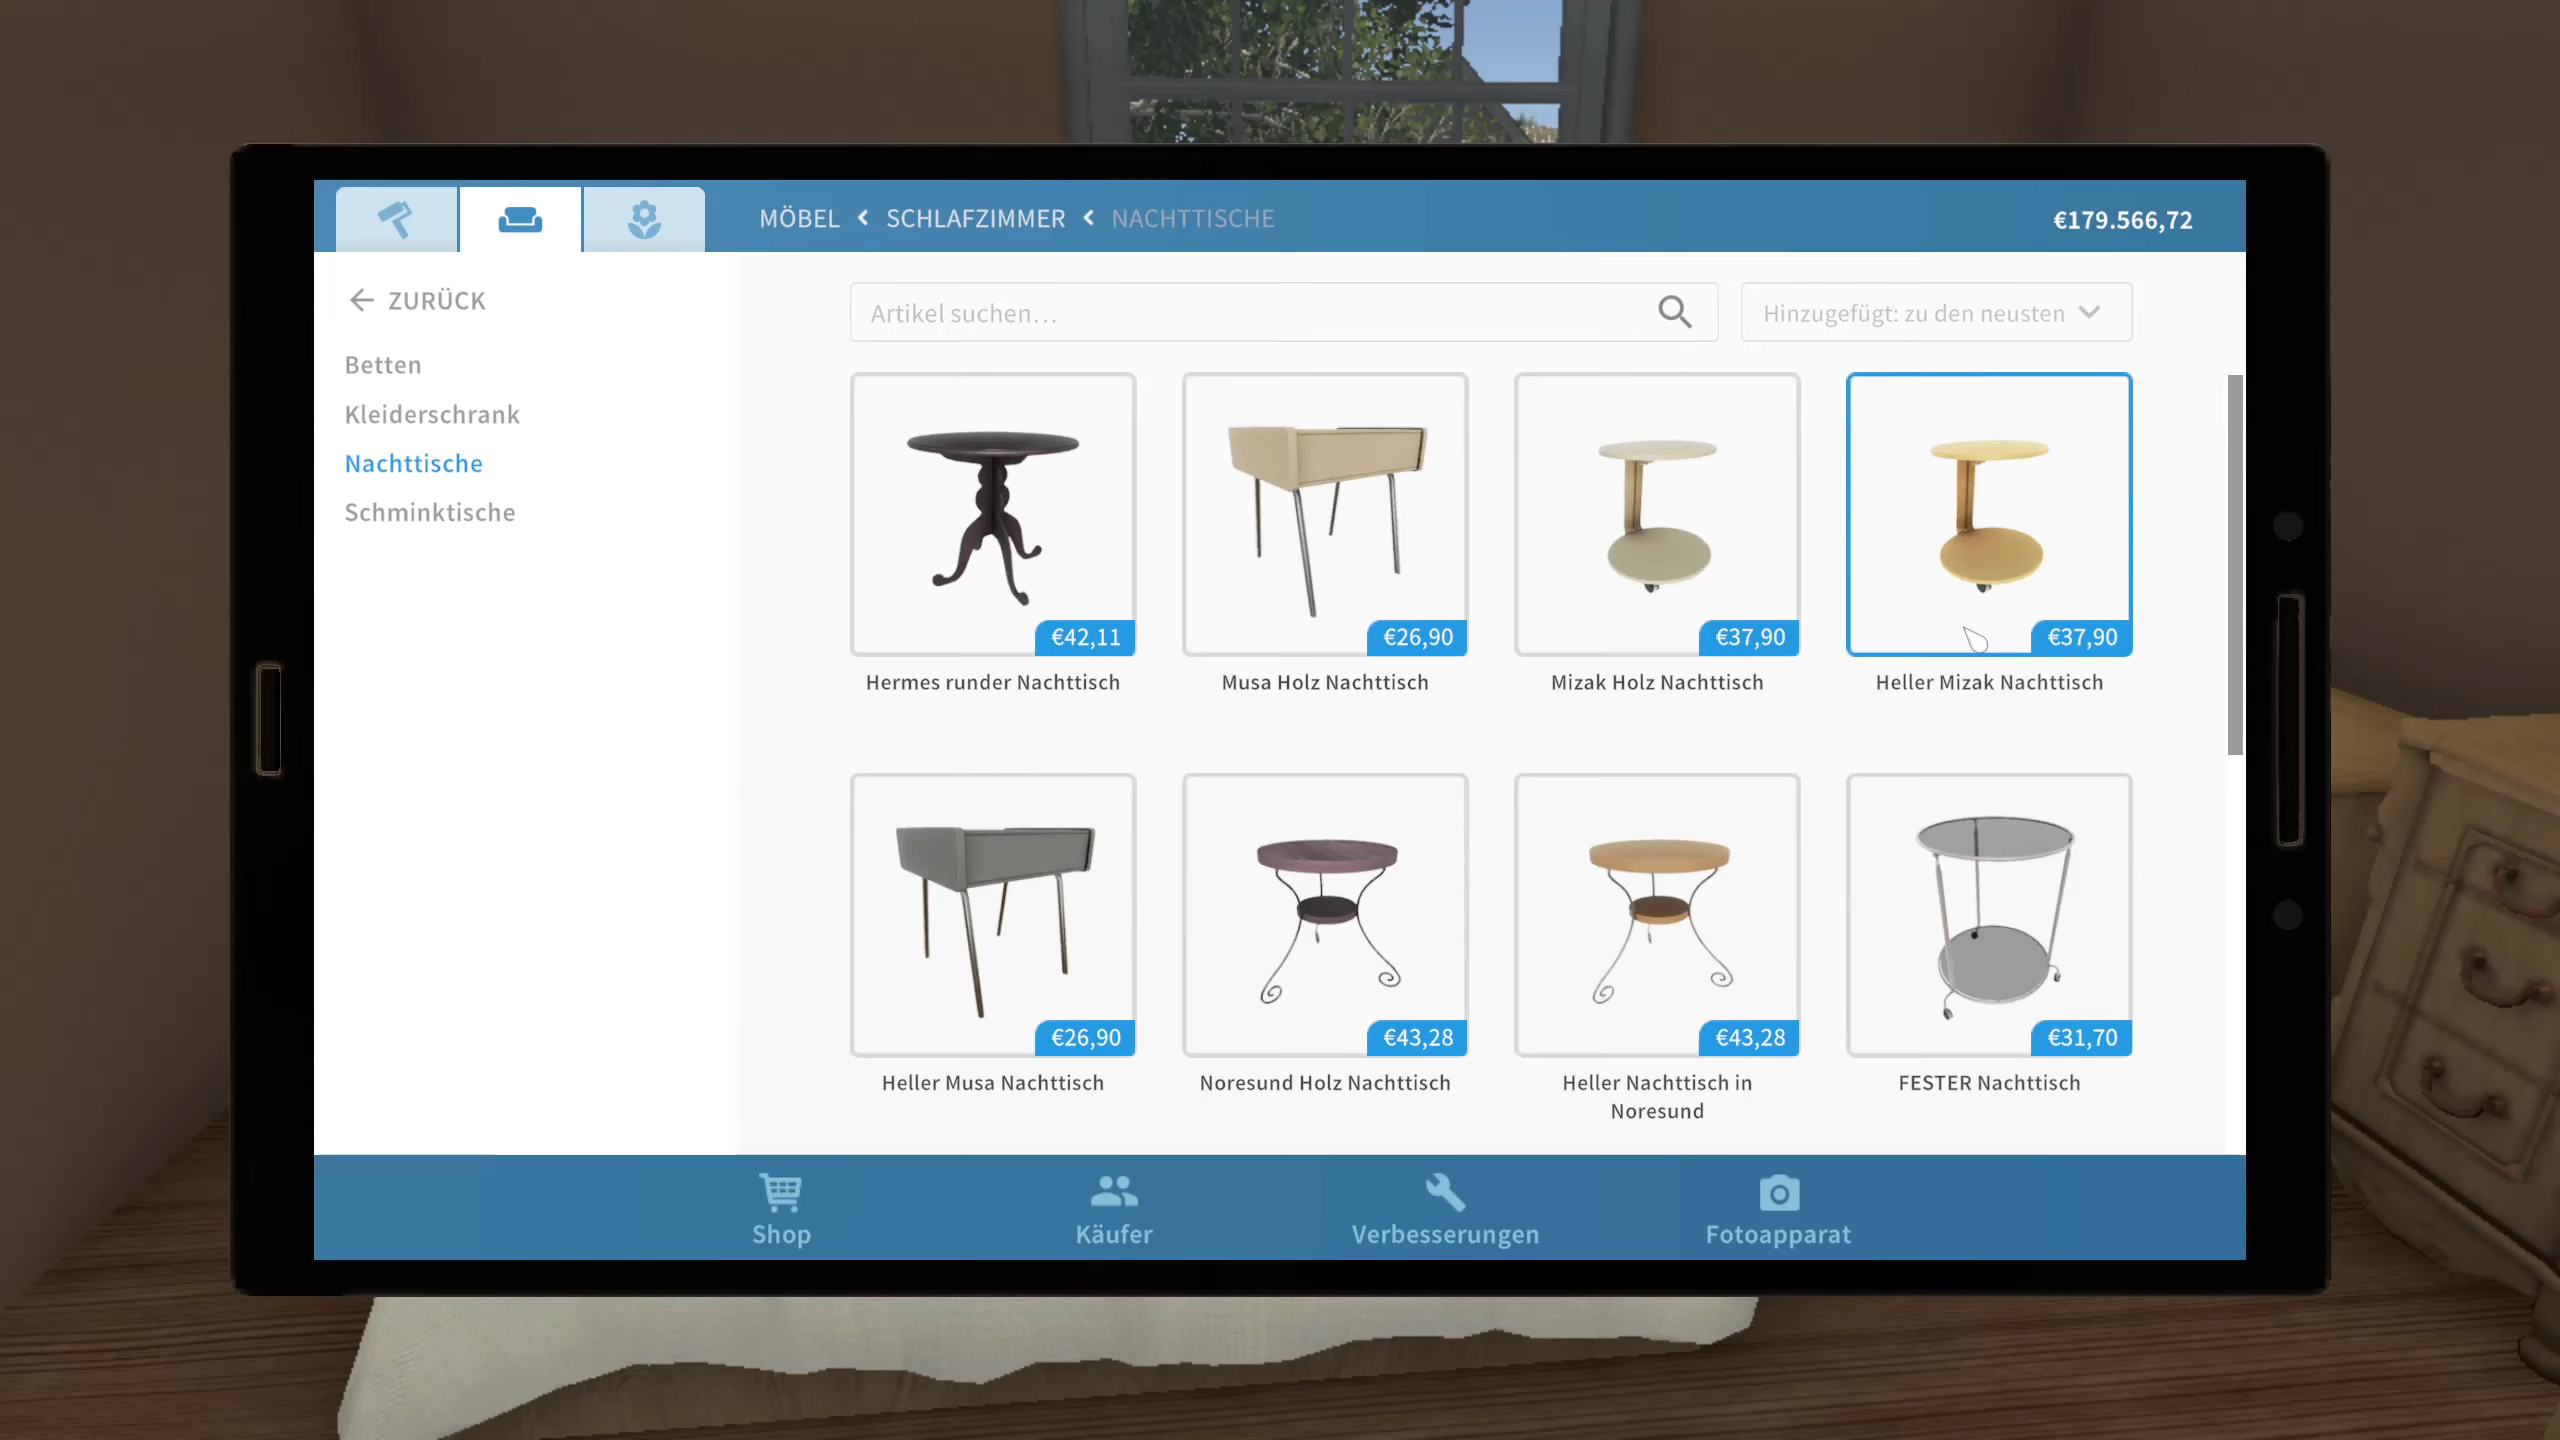 MÖBEL < SCHLAFZIMMER < NACHTTISCHE
€179.566,72
ZURÜCK
Betten
Kleiderschrank
Nachttische
Schminktische
Artikel suchen...
Hinzugefügt: zu den neusten
€42,11
€26,90
€37,90
€37,90
Hermes runder Nachttisch
Musa Holz Nachttisch
Mizak Holz Nachttisch
Heller Mizak Nachttisch
€26,90
€43,28
€43,28
€31,70
Heller Musa Nachttisch
Noresund Holz Nachttisch
Heller Nachttisch in
Noresund
FESTER Nachttisch
Shop
Käufer
Verbesserungen
Fotoapparat